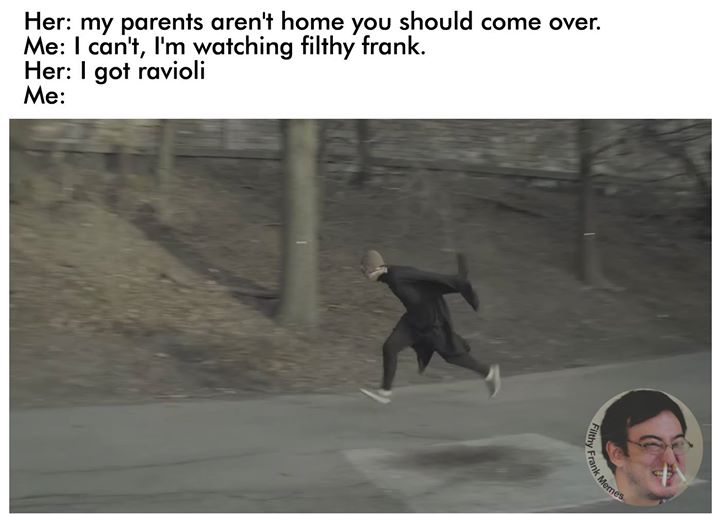 Her: my parents aren't home you should come over.
Me: I can't, I'm watching filthy frank.
Her: I got ravioli
Me:
Filthy Frank Memes